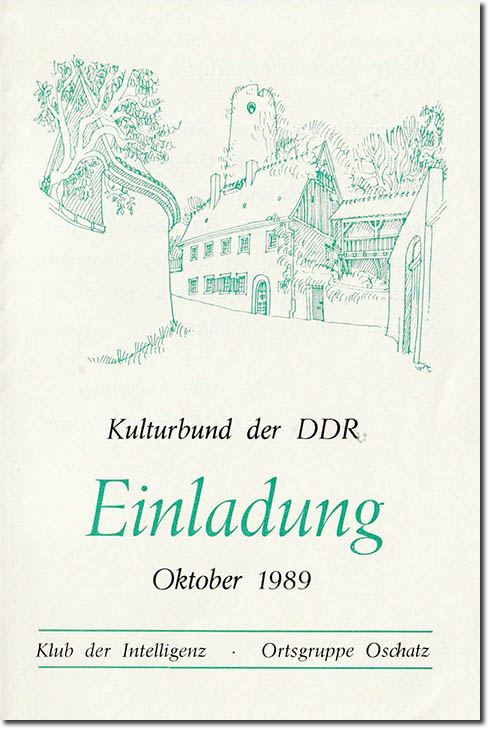 Kulturbund der DDR
Einladung
Oktober 1989
Klub der Intelligenz · Ortsgruppe Oschatz